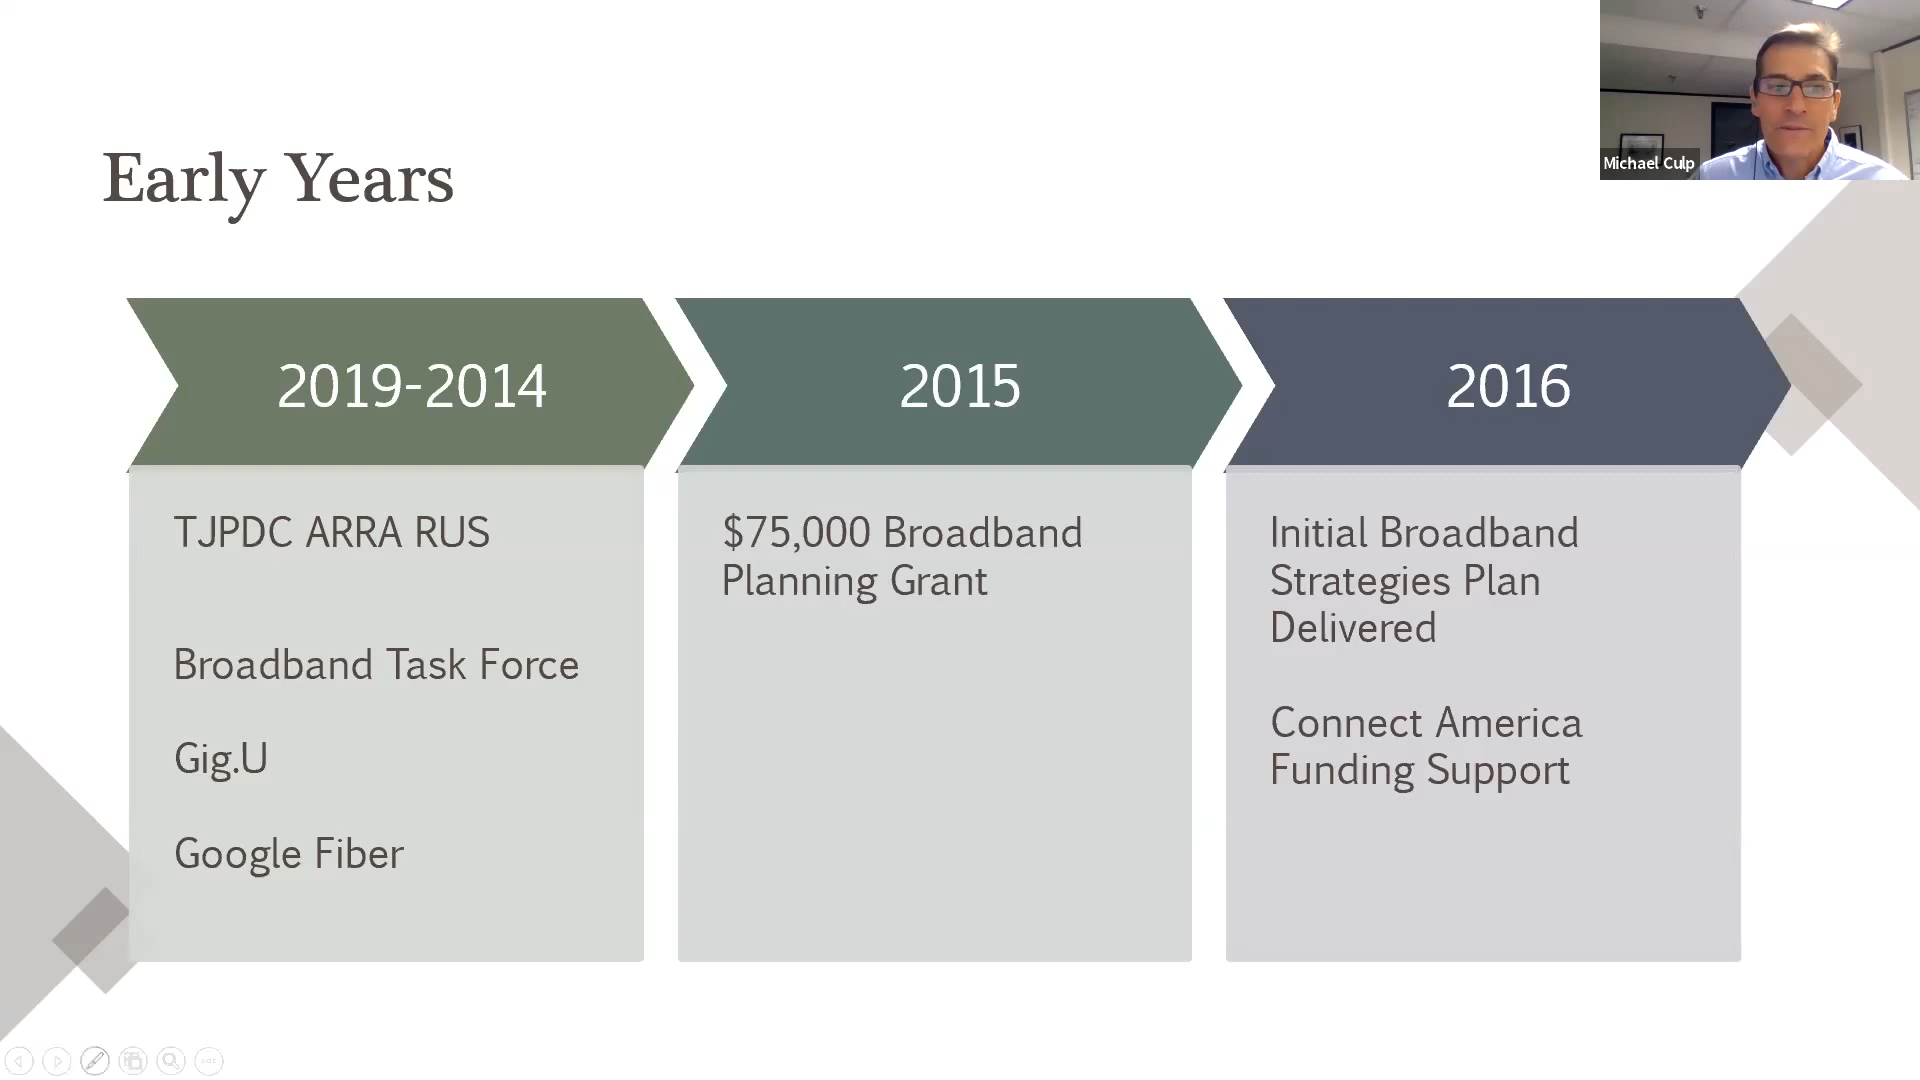 Early Years
Michael Culp
2019-2014
TJPDC ARRA RUS
Broadband Task Force
Gig.U
Google Fiber
2015
$75,000 Broadband
Planning Grant
2016
Initial Broadband
Strategies Plan
Delivered
Connect America
Funding Support